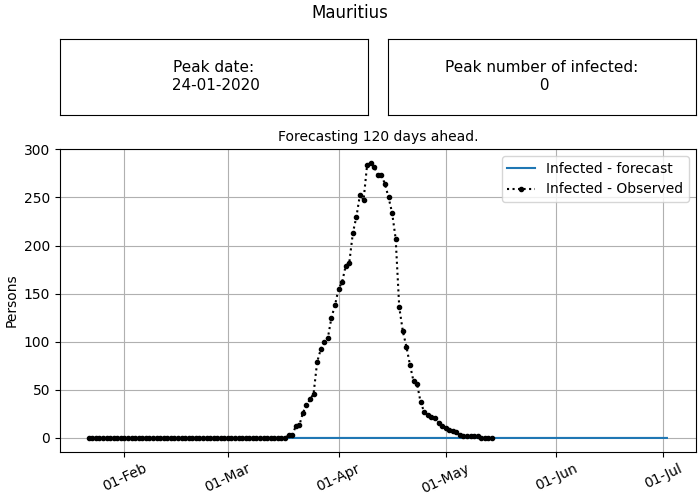 Mauritius
Peak date:
24-01-2020
Peak number of infected:
0
Forecasting 120 days ahead.
Infected - forecast
Infected - Observed
Persons
300
250
200
150
100
50
0
01-Feb
01-Mar
01-Apr
01-May
01-Jun
01-Jul